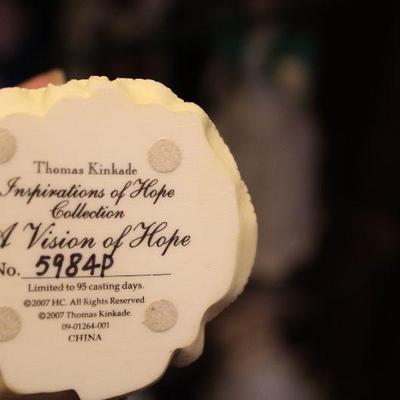 Thomas Kinkade
Inspirations of Hope
Collection
A Vision of Hope
No. 5984P
Limited to 95 casting days.
©2007 HC. All Rights Reserved
©2007 Thomas Kinkade
09-01264-001
CHINA